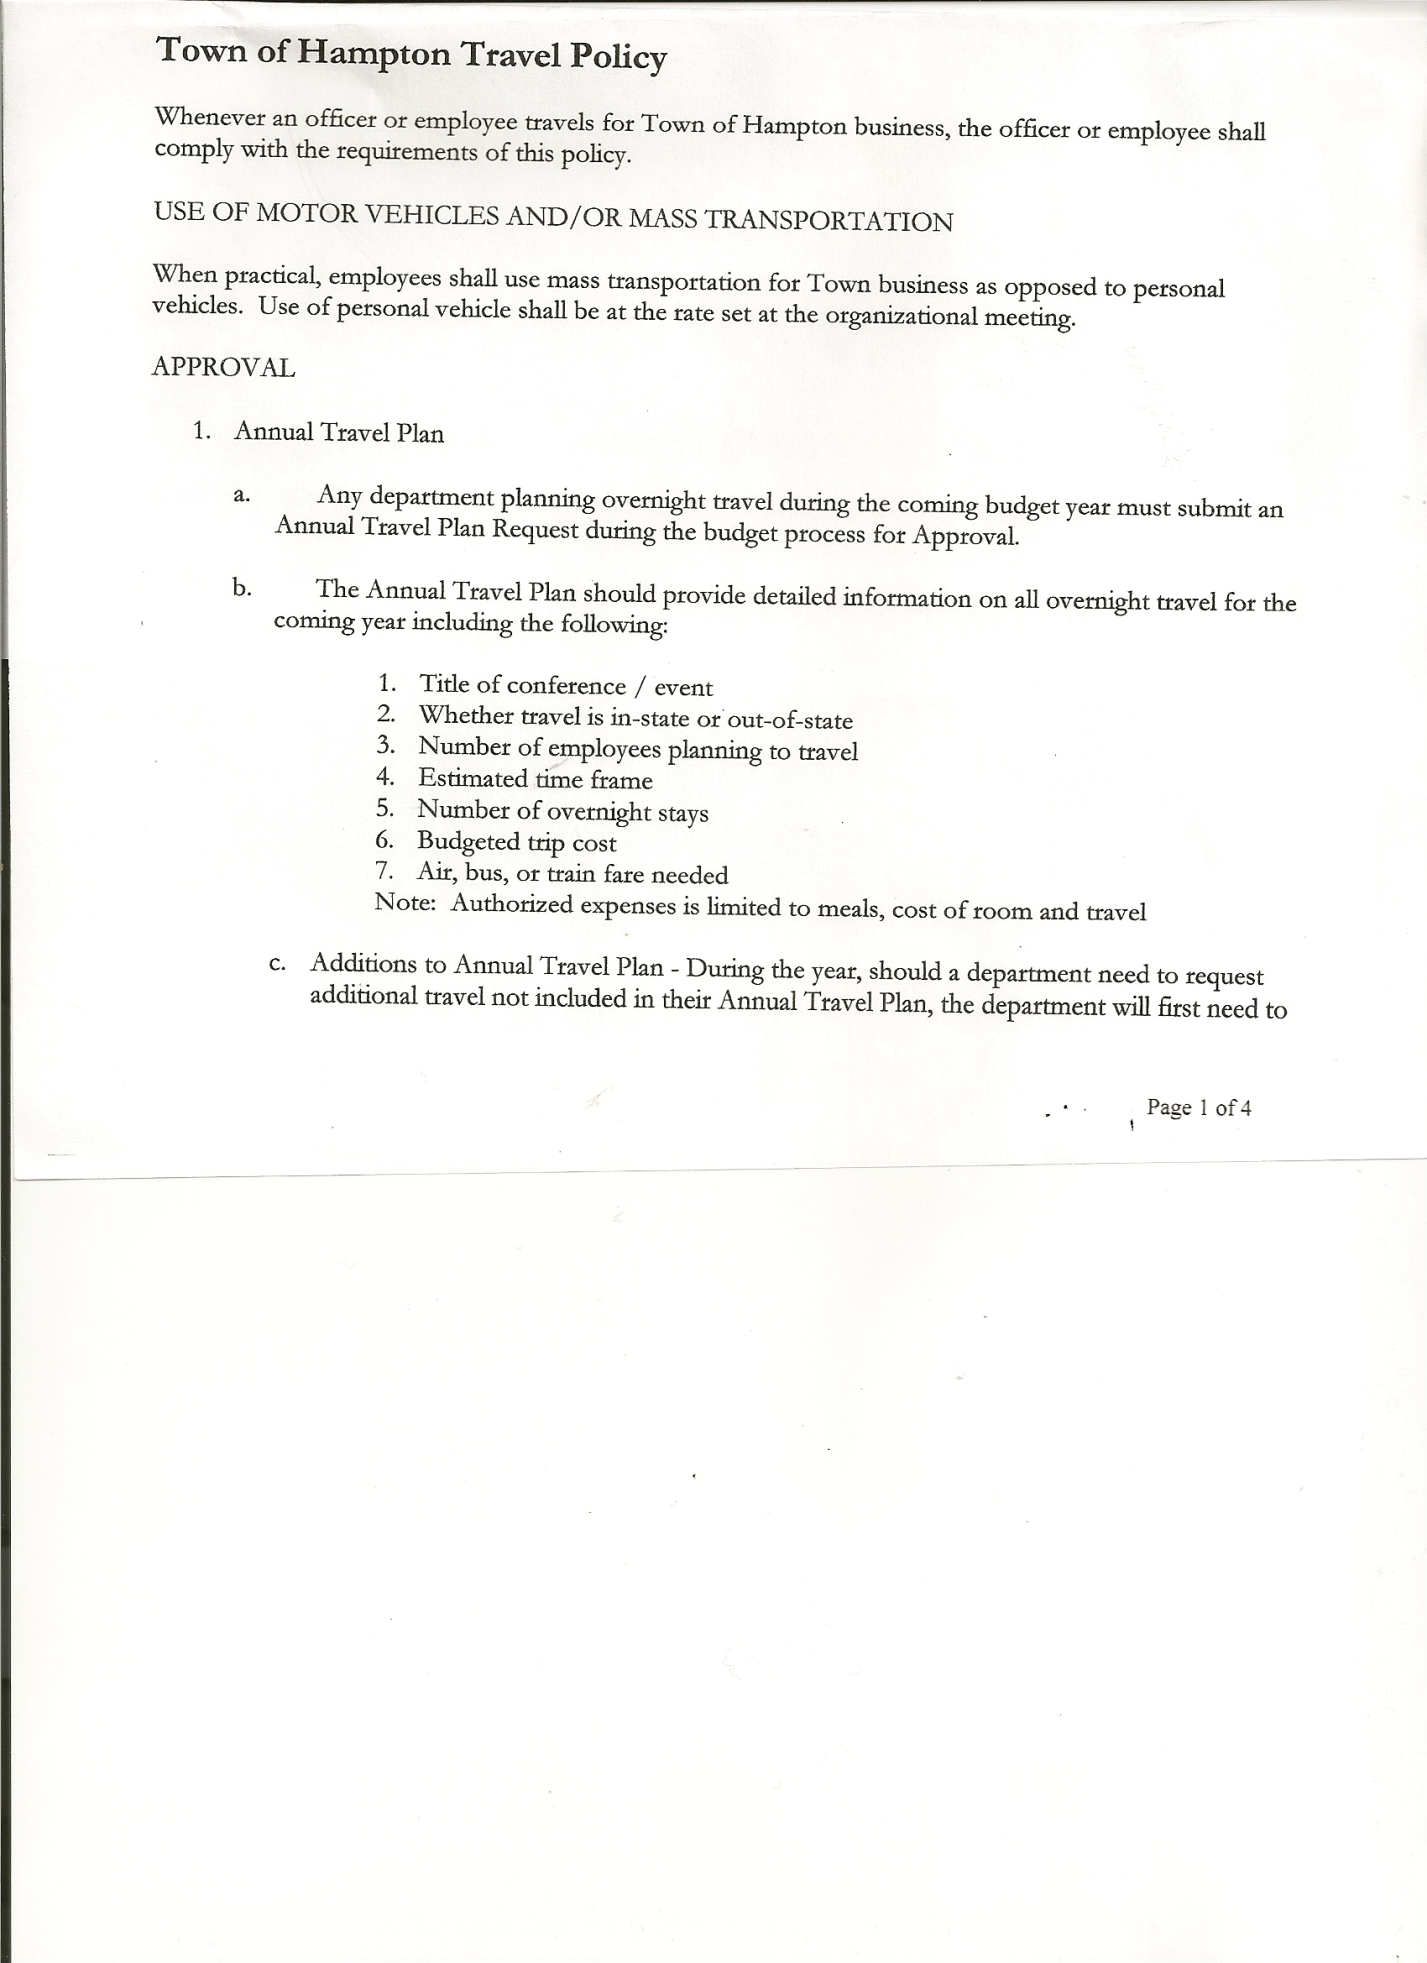 Town of Hampton Travel Policy
Whenever an officer or employee travels for Town of Hampton business, the officer or employee shall
comply with the requirements of this policy.
USE OF MOTOR VEHICLES AND/OR MASS TRANSPORTATION
When practical, employees shall use mass transportation for Town business as opposed to personal
vehicles. Use of personal vehicle shall be at the rate set at the organizational meeting.
APPROVAL
1. Annual Travel Plan
a. Any department planning overnight travel during the coming budget year must submit an
Annual Travel Plan Request during the budget process for Approval.
b. The Annual Travel Plan should provide detailed information on all overnight travel for the
coming year including the following:
1. Title of conference / event
2. Whether travel is in-state or out-of-state
3. Number of employees planning to travel
4. Estimated time frame
5. Number of overnight stays
6. Budgeted trip cost
7. Air, bus, or train fare needed
Note: Authorized expenses is limited to meals, cost of room and travel
c. Additions to Annual Travel Plan - During the year, should a department need to request
additional travel not included in their Annual Travel Plan, the department will first need to
Page 1 of 4